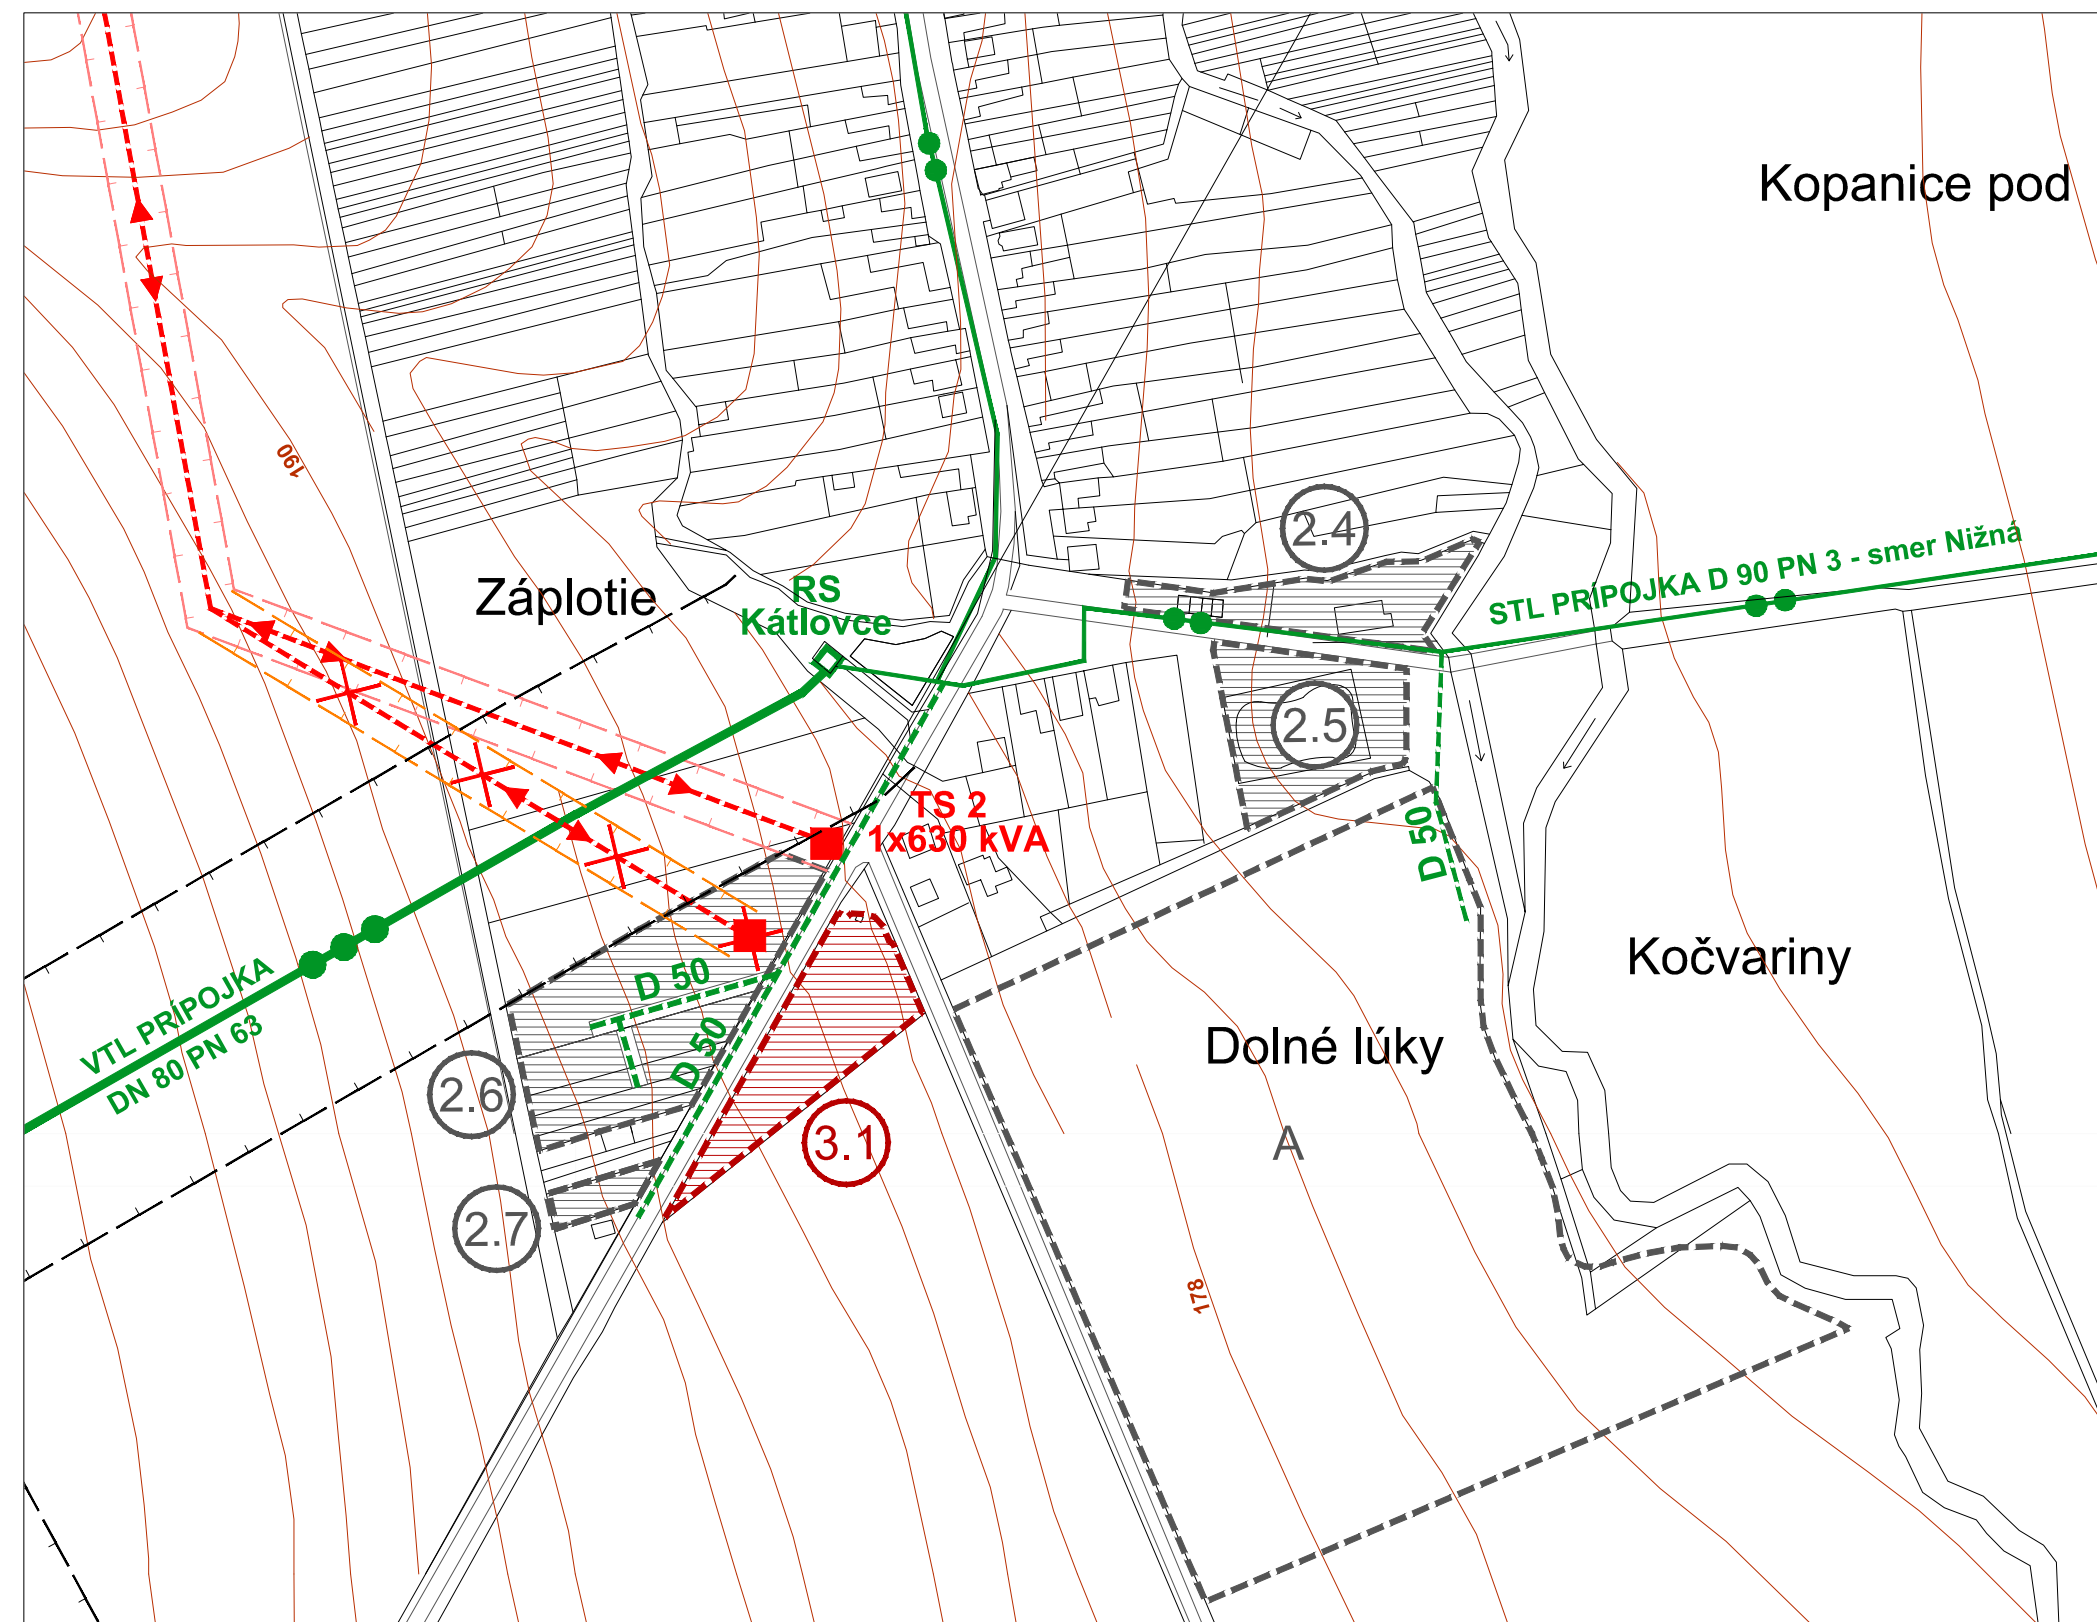 Kopanice pod
190
2.4
STL PRÍPOJKA D 90 PN 3 - smer Nižná
Záplotie
RS
Kátlovce
2.5
TS 2
1x630 kVA
D 50
VTL PRÍPOJKA
DN 80 PN 63
D 50
D 50
Kočvariny
Dolné lúky
2.6
3.1
A
2.7
178